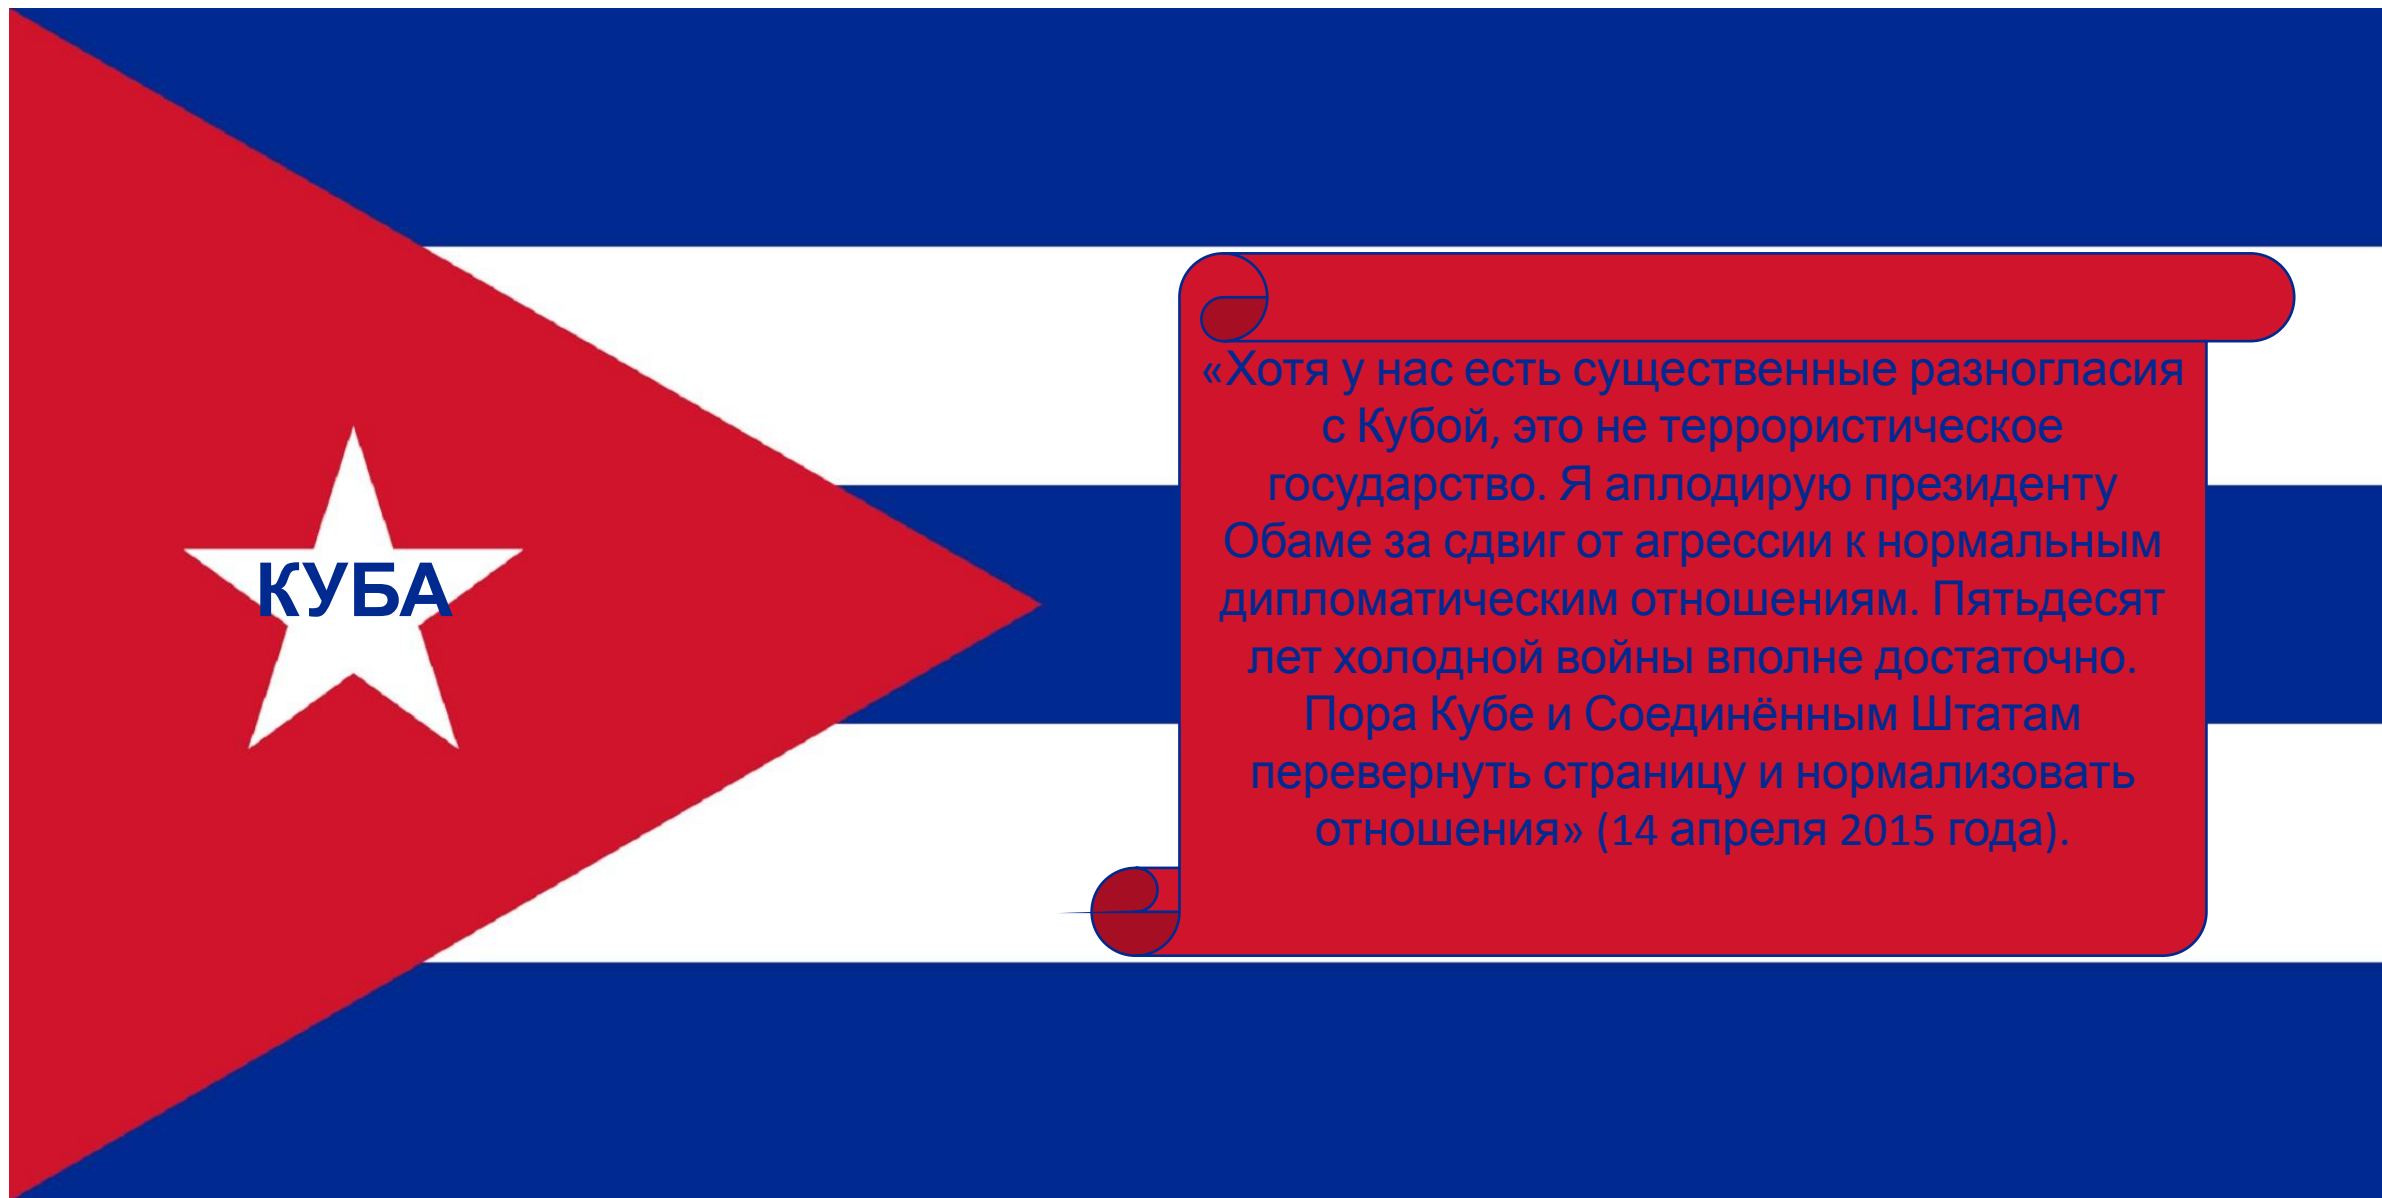 КУБА
«Хотя у нас есть существенные разногласия
с Кубой, это не террористическое
государство. Я аплодирую президенту
Обаме за сдвиг от агрессии к нормальным
дипломатическим отношениям. Пятьдесят
лет холодной войны вполне достаточно.
Пора Кубе и Соединённым Штатам
перевернуть страницу и нормализовать
отношения» (14 апреля 2015 года).